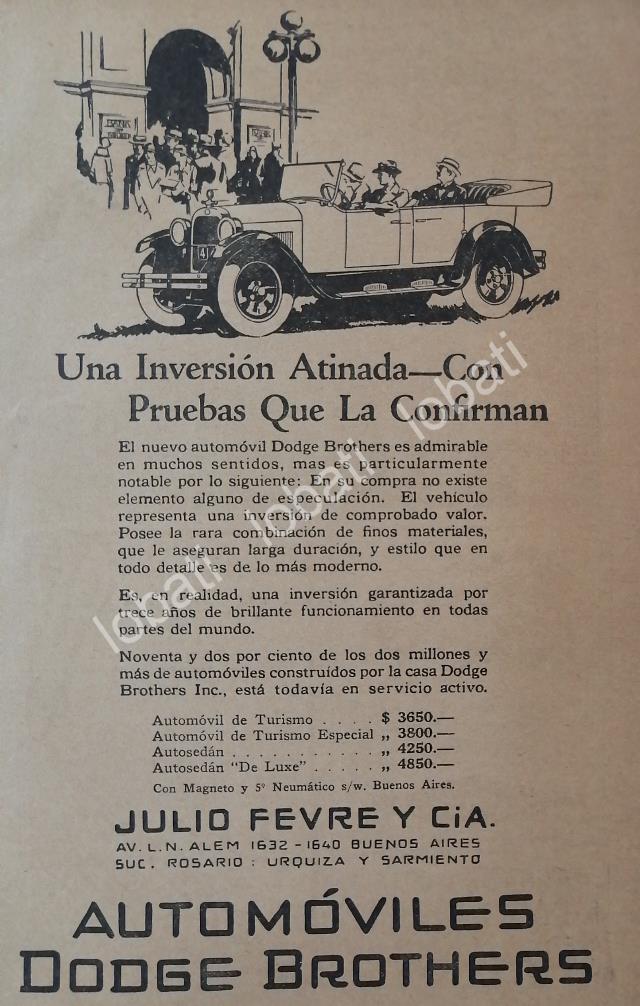 BANK
BANK
41
Una Inversión Atinada—Con
Pruebas Que La Confirman
El nuevo automóvil Dodge Brothers es admirable
en muchos sentidos, mas es particularmente
notable por lo siguiente: En su compra no existe
elemento alguno de especulación. El vehículo
representa una inversión de comprobado valor.
Posee la rara combinación de finos materiales,
que le aseguran larga duración, y estilo que en
todo detalle es de lo más moderno.
Es, en realidad, una inversión garantizada por
trece años de brillante funcionamiento en todas
partes del mundo.
Noventa y dos por ciento de los dos millones y
más de automóviles construídos por la casa Dodge
Brothers Inc., está todavía en servicio activo.
Automóvil de Turismo . . . . $ 3650.—
Automóvil de Turismo Especial „ 3800.—
Autosedán . . . . . . . . . . . „ 4250.—
Autosedán "De Luxe" . . . . . „ 4850.—
Con Magneto y 5º Neumático s/w. Buenos Aires.
JULIO FEVRE Y CiA.
AV. L. N. ALEM 1632 - 1640 BUENOS AIRES
SUC. ROSARIO : URQUIZA Y SARMIENTO
AUTOMÓVILES
DODGE BROTHERS
lobati lobati lobati